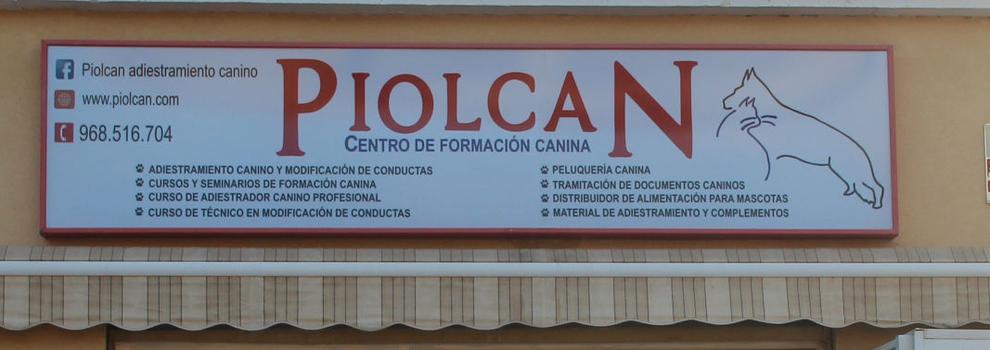 Piolcan adiestramiento canino
www.piolcan.com
968.516.704
PIOLCAN
CENTRO DE FORMACIÓN CANINA
ADIESTRAMIENTO CANINO Y MODIFICACIÓN DE CONDUCTAS
CURSOS Y SEMINARIOS DE FORMACIÓN CANINA
CURSO DE ADIESTRADOR CANINO PROFESIONAL
CURSO DE TÉCNICO EN MODIFICACIÓN DE CONDUCTAS
PELUQUERÍA CANINA
TRAMITACIÓN DE DOCUMENTOS CANINOS
DISTRIBUIDOR DE ALIMENTACIÓN PARA MASCOTAS
MATERIAL DE ADIESTRAMIENTO Y COMPLEMENTOS